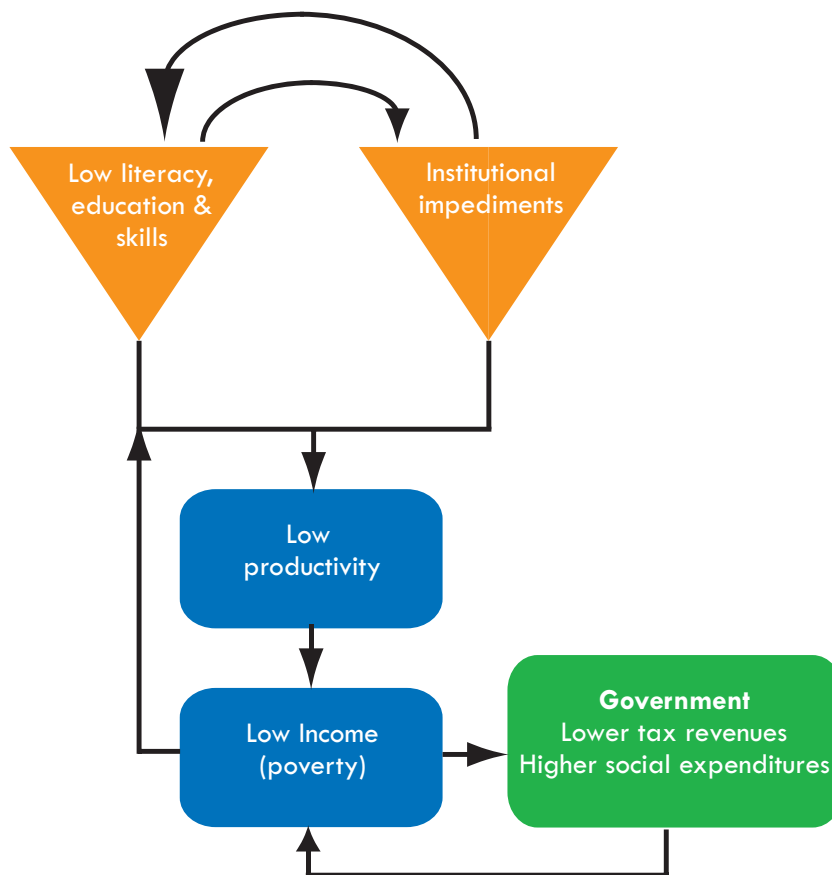 Low literacy,
education &
skills
Institutional
impediments
Low
productivity
Low Income
(poverty)
Government
Lower tax revenues
Higher social expenditures